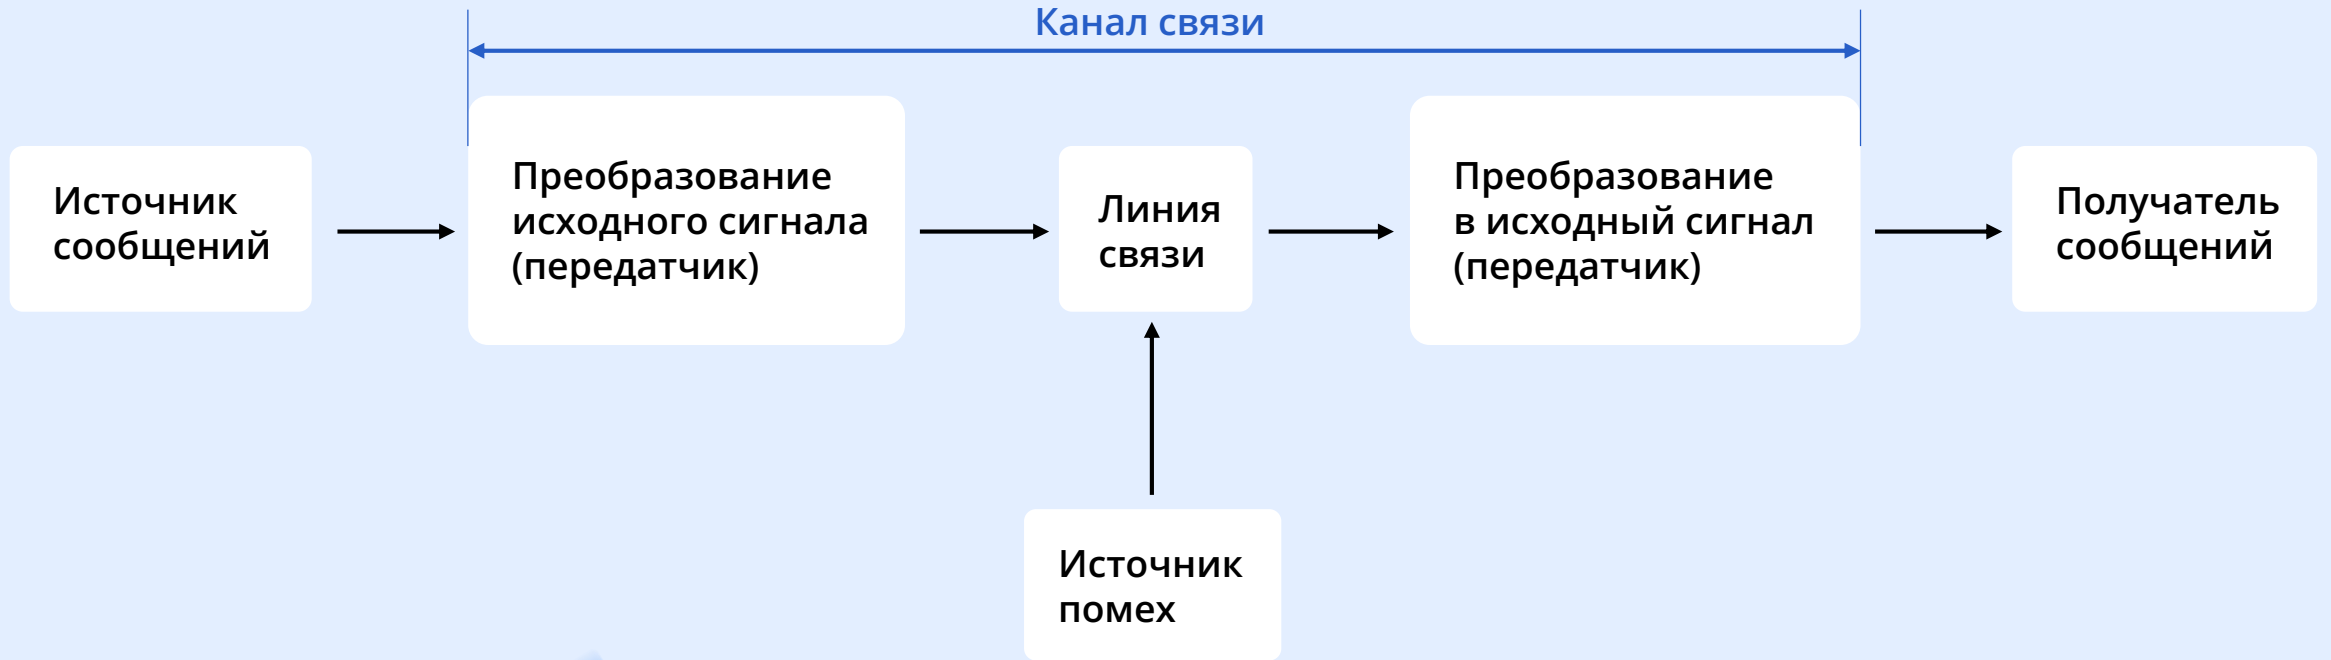 Канал связи
Источник
сообщений
Преобразование
исходного сигнала
(передатчик)
Линия
связи
Преобразование
в исходный сигнал
(передатчик)
Получатель
сообщений
Источник
помех